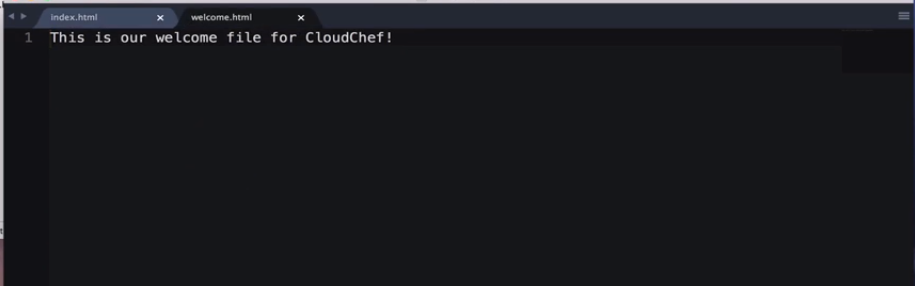 index.html welcome.html
1 This is our welcome file for CloudChef!